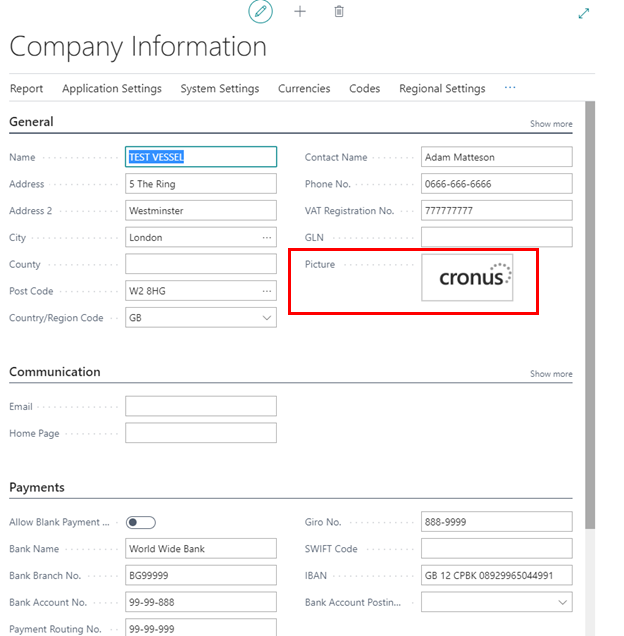 Company Information
Report Application Settings System Settings Currencies Codes Regional Settings ...
General Show more
Name TEST VESSEL
Address 5 The Ring
Address 2 Westminster
City London ...
County
Post Code W2 8HG ...
Country/Region Code GB
Contact Name Adam Matteson
Phone No. 0666-666-6666
VAT Registration No. 777777777
GLN
Picture cronus
Communication Show more
Email
Home Page
Payments
Allow Blank Payment ...
Bank Name World Wide Bank
Bank Branch No. BG99999
Bank Account No. 99-99-888
Payment Routing No. 99-99-999
Giro No. 888-9999
SWIFT Code
IBAN GB 12 CPBK 08929965044991
Bank Account Postin...